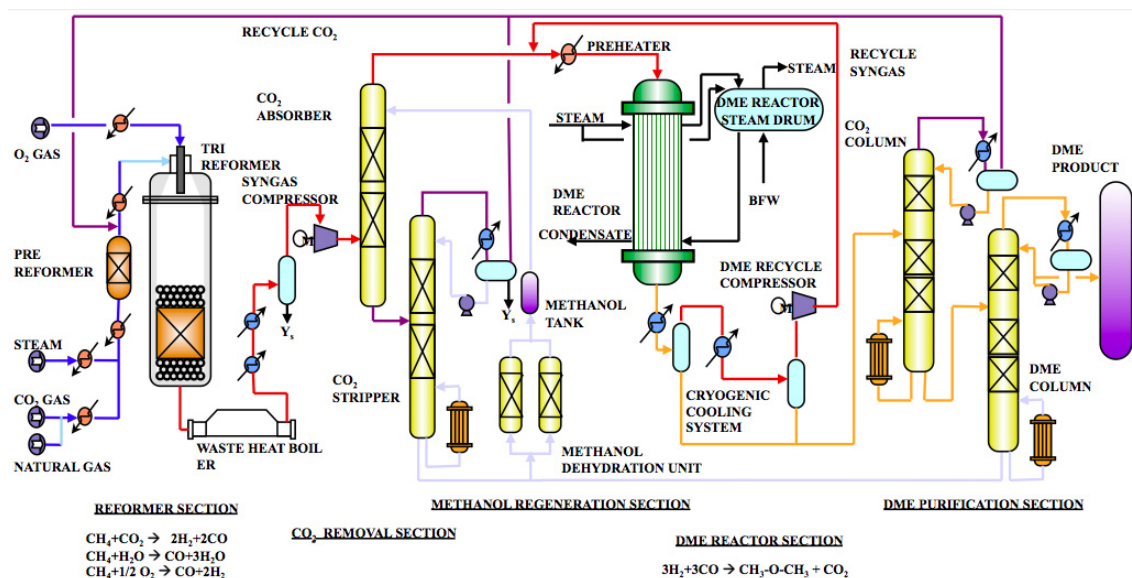 RECYCLE CO2
PREHEATER
RECYCLE
SYNGAS
STEAM
CO2
ABSORBER
DME REACTOR
STEAM DRUM
CO2
COLUMN
DME
PRODUCT
STEAM
O2 GAS
TRI
REFORMER
SYNGAS
COMPRESSOR
DME
REACTOR
BFW
CONDENSATE
PRE
REFORMER
DME RECYCLE
COMPRESSOR
METHANOL
TANK
Ys
Ys
STEAM
CO2
STRIPPER
CRYOGENIC
COOLING
SYSTEM
DME
COLUMN
CO2 GAS
WASTE HEAT BOIL
ER
METHANOL
DEHYDRATION UNIT
NATURAL GAS
REFORMER SECTION
METHANOL REGENERATION SECTION
DME PURIFICATION SECTION
CO2 REMOVAL SECTION
DME REACTOR SECTION
CH4+CO2 → 2H2+2CO
CH4+H2O → CO+3H2O
CH4+1/2 O2 → CO+2H2
3H2+3CO → CH3-O-CH3 + CO2